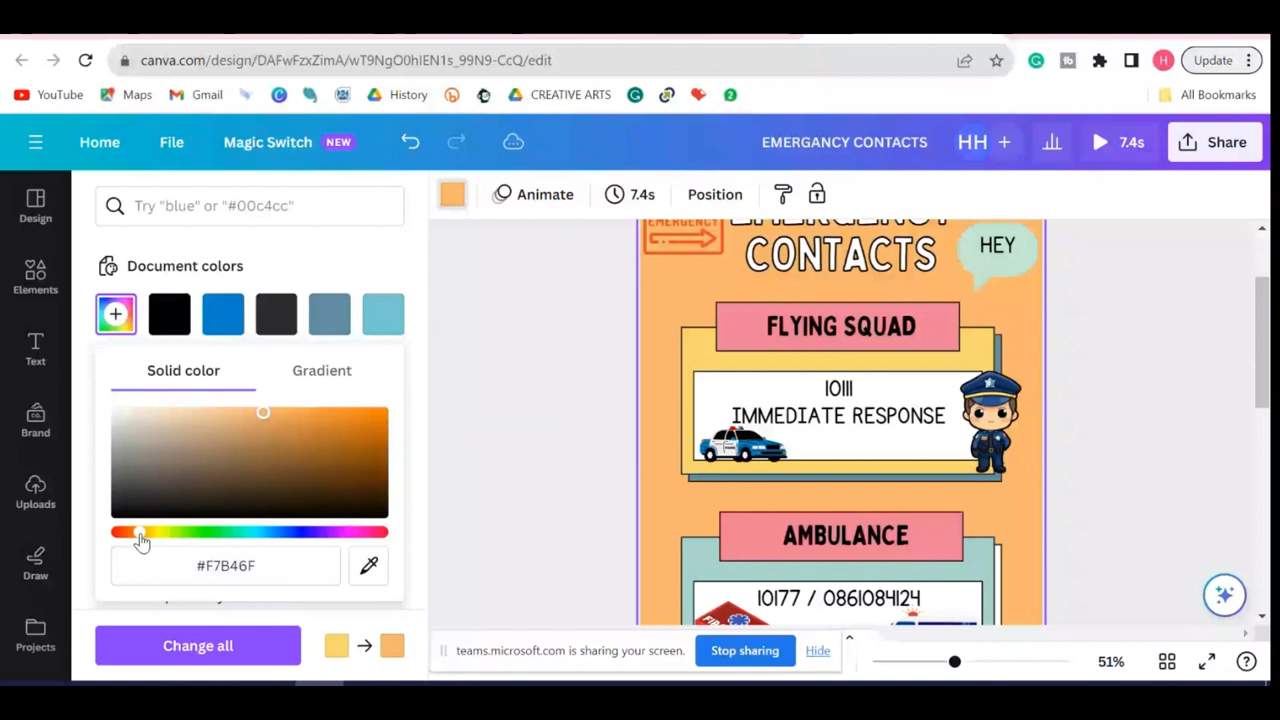 canva.com/design/DAFwFzxZimA/wT9NgO0hIEN1s_99N9-CcQ/edit
H
Update
YouTube
Maps
Gmail
History
CREATIVE ARTS
All Bookmarks
Home
File
Magic Switch
NEW
EMERGANCY CONTACTS
HH
7.4s
Share
Design
Elements
Text
Brand
Uploads
Draw
Projects
Try "blue" or "#00c4cc"
Document colors
Solid color
Gradient
#F7B46F
Change all
Animate
7.4s
Position
EMERGENCY
EMERGENCY
CONTACTS
HEY
FLYING SQUAD
10111
IMMEDIATE RESPONSE
AMBULANCE
10177 / 0861084124
teams.microsoft.com is sharing your screen.
Stop sharing
Hide
51%